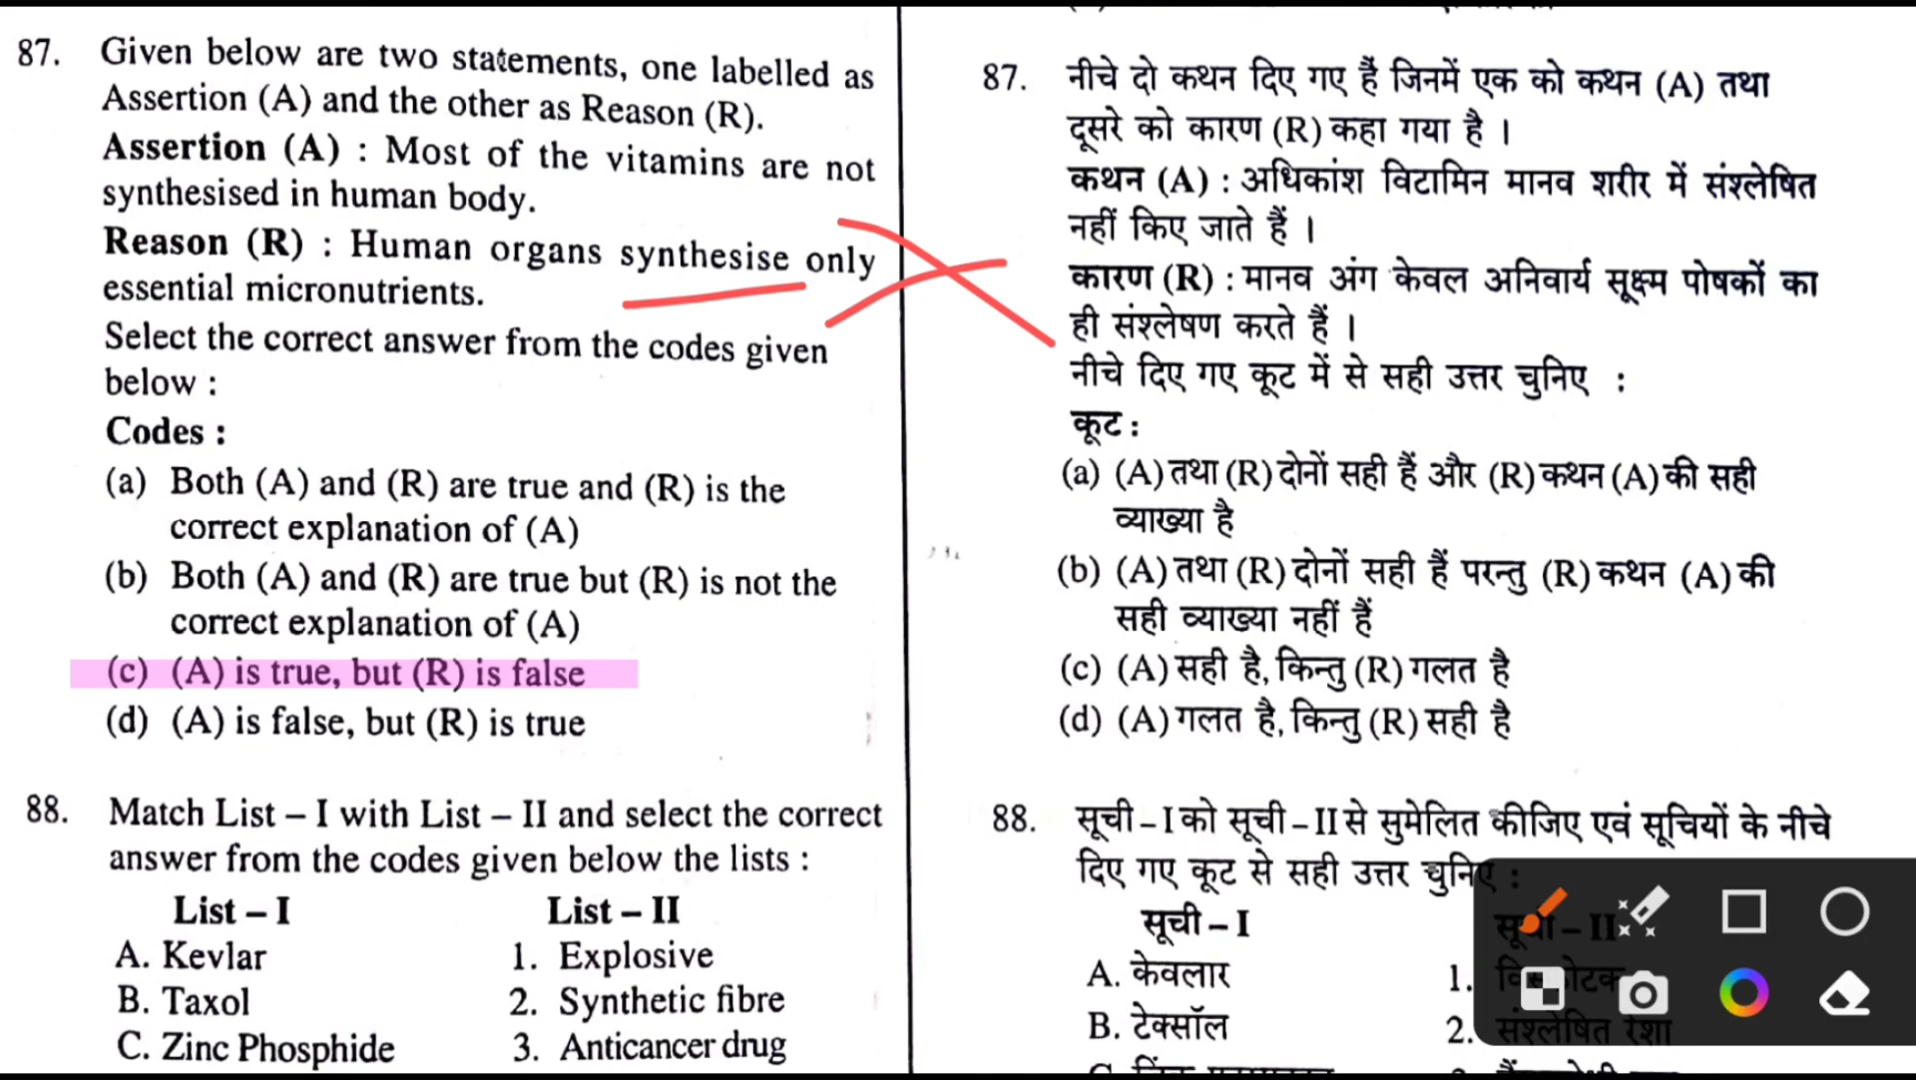 87. Given below are two statements, one labelled as
Assertion (A) and the other as Reason (R).
Assertion (A) : Most of the vitamins are not
synthesised in human body.
Reason (R) : Human organs synthesise only
essential micronutrients.
Select the correct answer from the codes given
below :
Codes :
(a) Both (A) and (R) are true and (R) is the
correct explanation of (A)
(b) Both (A) and (R) are true but (R) is not the
correct explanation of (A)
(c) (A) is true, but (R) is false
(d) (A) is false, but (R) is true
88. Match List – I with List – II and select the correct
answer from the codes given below the lists :
List – I List – II
A. Kevlar 1. Explosive
B. Taxol 2. Synthetic fibre
C. Zinc Phosphide 3. Anticancer drug
87. नीचे दो कथन दिए गए हैं जिनमें एक को कथन (A) तथा
दूसरे को कारण (R) कहा गया है ।
कथन (A) : अधिकांश विटामिन मानव शरीर में संश्लेषित
नहीं किए जाते हैं ।
कारण (R) : मानव अंग केवल अनिवार्य सूक्ष्म पोषकों का
ही संश्लेषण करते हैं ।
नीचे दिए गए कूट में से सही उत्तर चुनिए :
कूट :
(a) (A) तथा (R) दोनों सही हैं और (R) कथन (A) की सही
व्याख्या है
(b) (A) तथा (R) दोनों सही हैं परन्तु (R) कथन (A) की
सही व्याख्या नहीं हैं
(c) (A) सही है, किन्तु (R) गलत है
(d) (A) गलत है, किन्तु (R) सही है
88. सूची – I को सूची – II से सुमेलित कीजिए एवं सूचियों के नीचे
दिए गए कूट से सही उत्तर चुनिए :
सूची – I सूची – II
A. केवलार 1.
B. टेक्सॉल 2. संश्लेषित रेशा